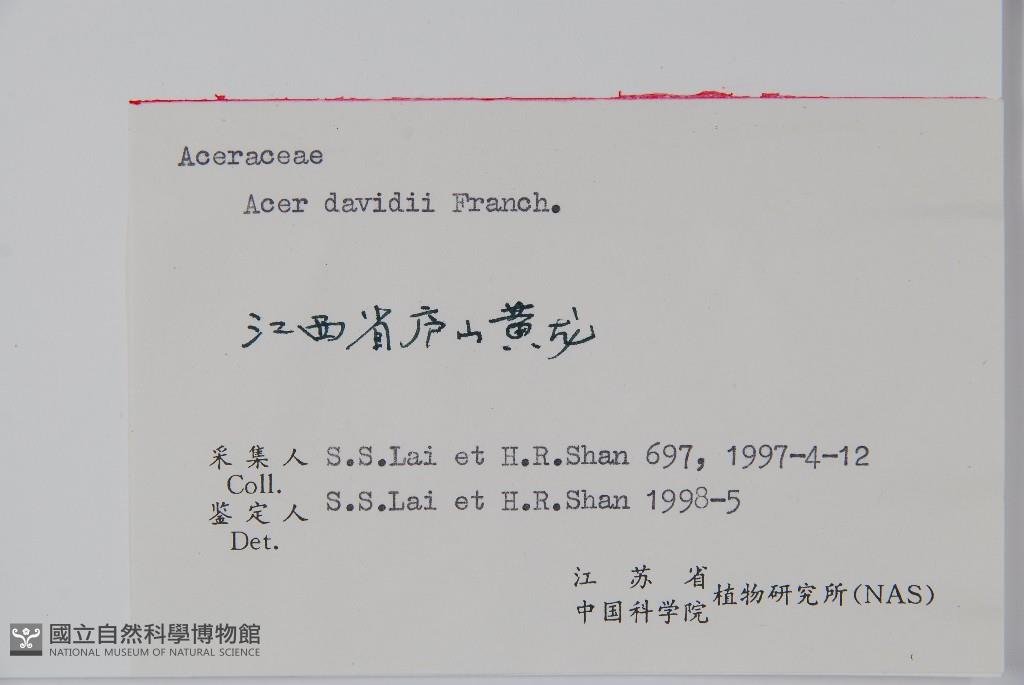 Aceraceae
Acer davidii Franch.
江西省庐山黄龙
采集人 S.S.Lai et H.R.Shan 697, 1997-4-12
Coll.
鉴定人 S.S.Lai et H.R.Shan 1998-5
Det.
江苏省
中国科学院 植物研究所(NAS)
國立自然科學博物館
NATIONAL MUSEUM OF NATURAL SCIENCE